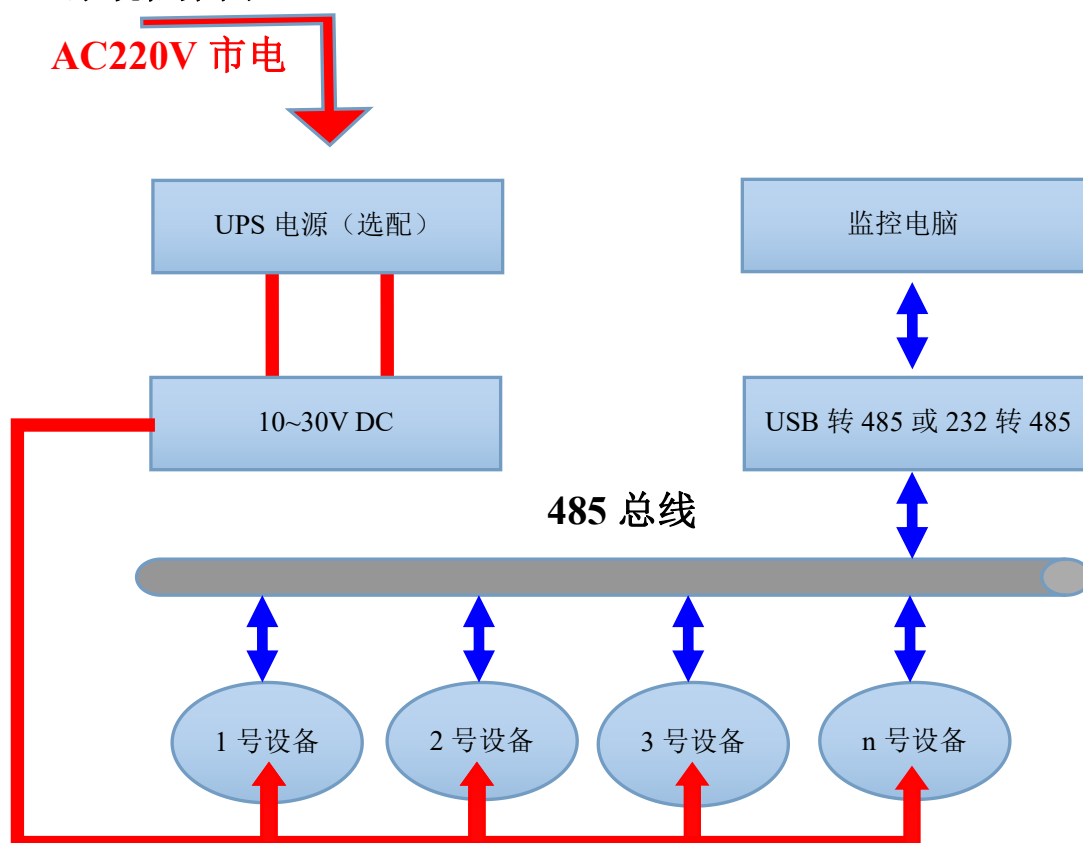 AC220V 市电
UPS 电源（选配）
监控电脑
10~30V DC
USB 转 485 或 232 转 485
485 总线
1 号设备
2 号设备
3 号设备
n 号设备